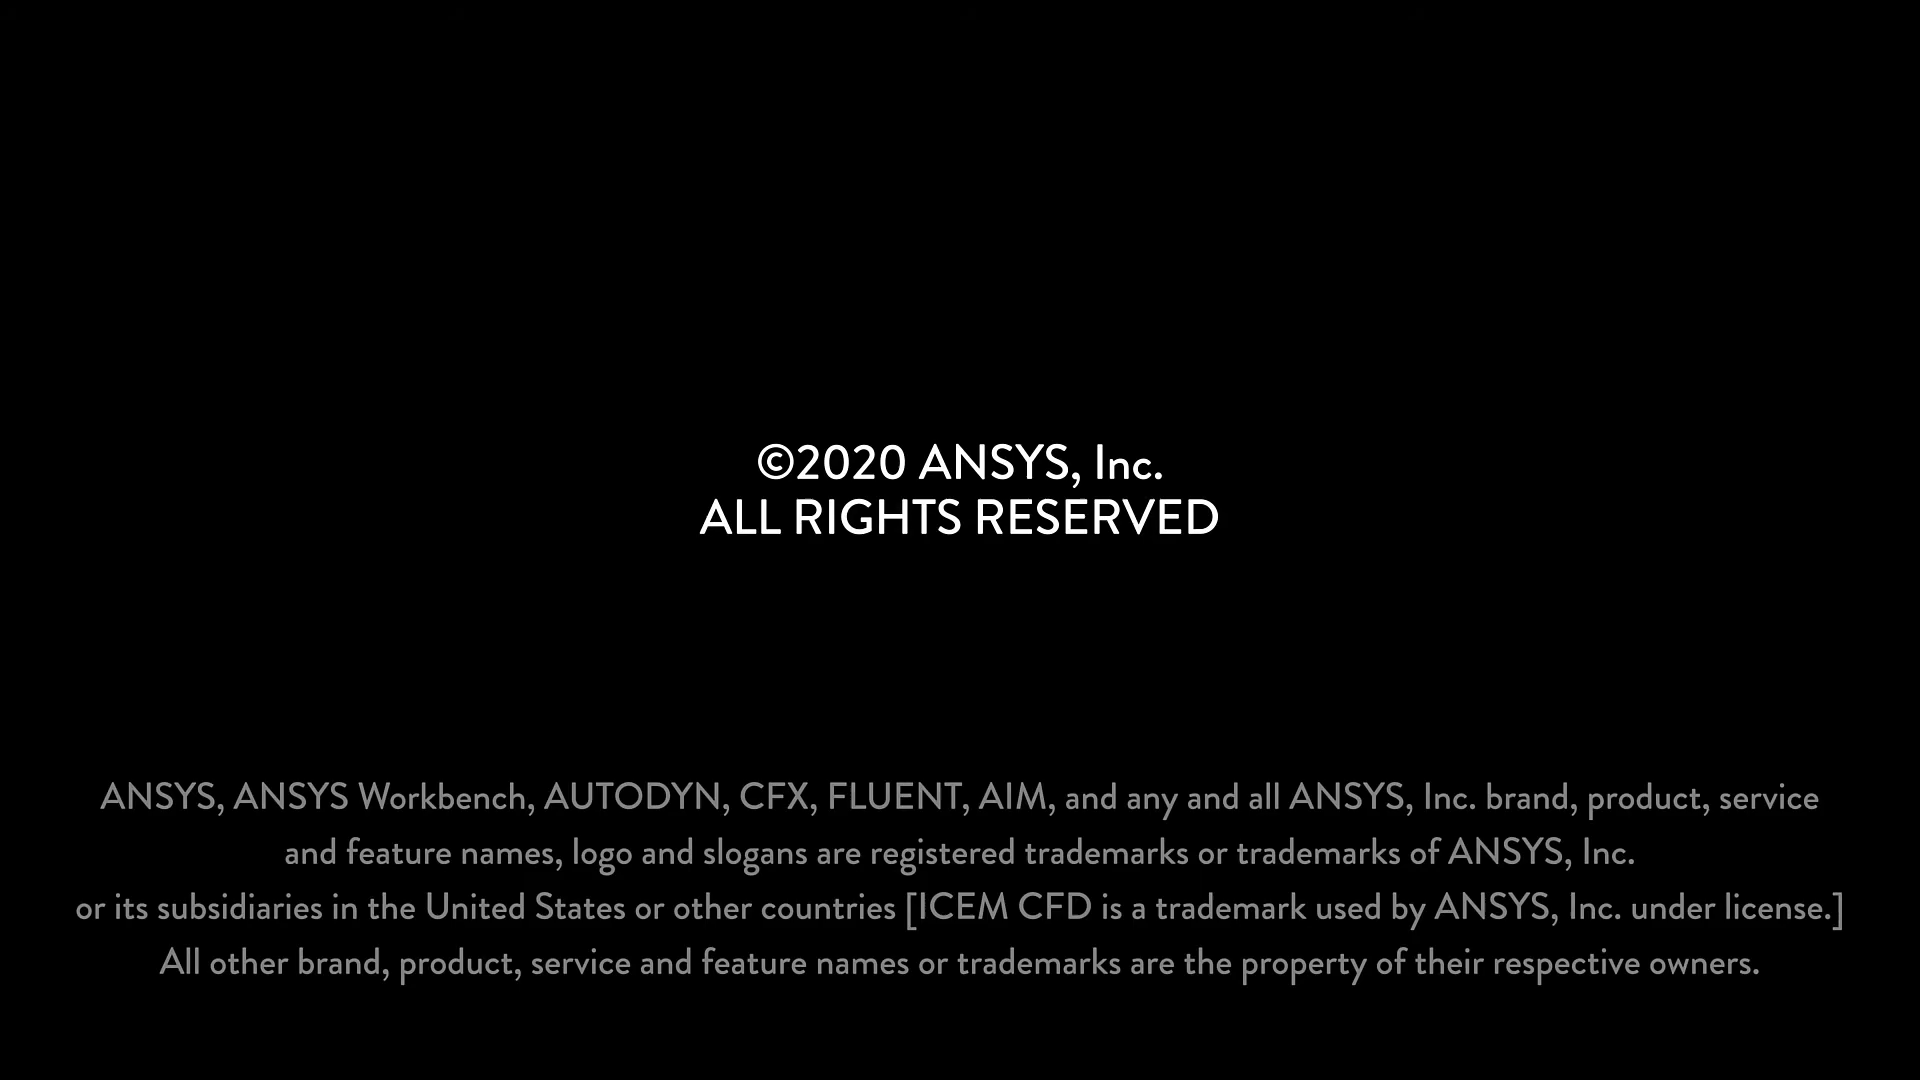 ©2020 ANSYS, Inc.
ALL RIGHTS RESERVED
ANSYS, ANSYS Workbench, AUTODYN, CFX, FLUENT, AIM, and any and all ANSYS, Inc. brand, product, service
and feature names, logo and slogans are registered trademarks or trademarks of ANSYS, Inc.
or its subsidiaries in the United States or other countries [ICEM CFD is a trademark used by ANSYS, Inc. under license.]
All other brand, product, service and feature names or trademarks are the property of their respective owners.